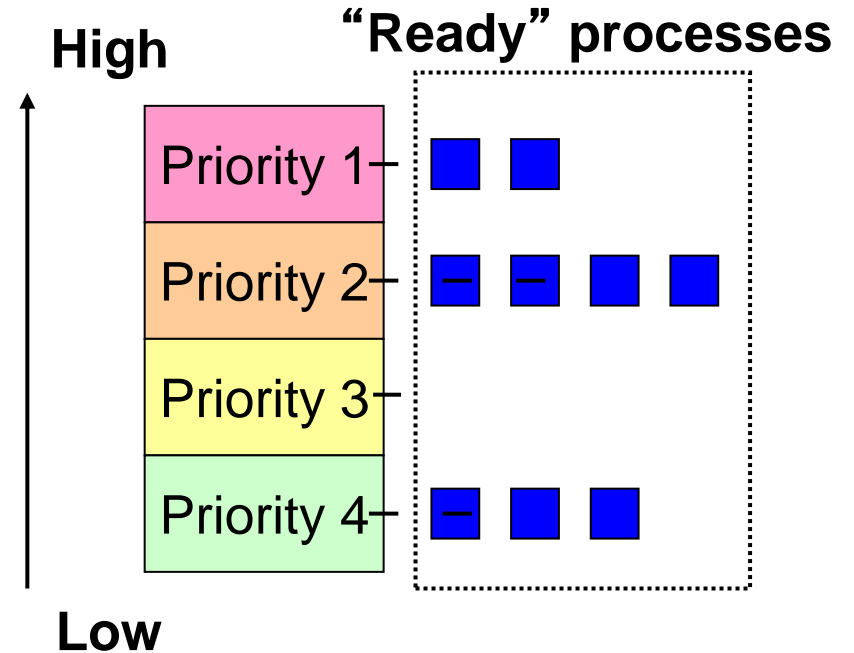 High
“Ready” processes
Priority 1
Priority 2
Priority 3
Priority 4
Low